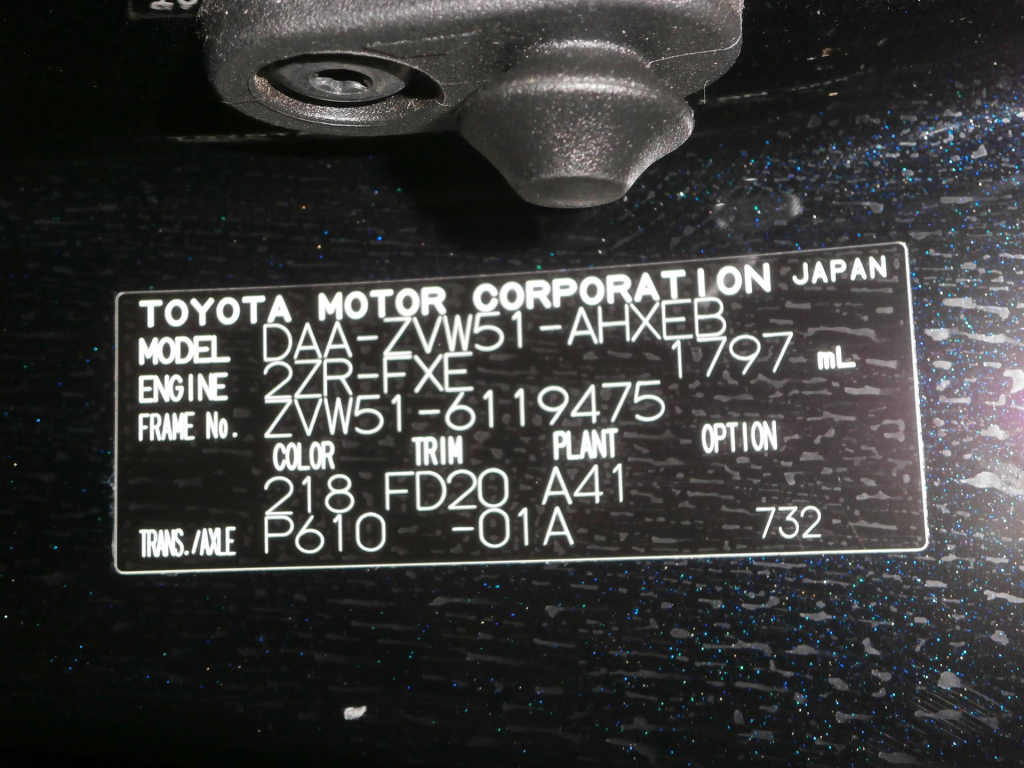 TOYOTA MOTOR CORPORATION JAPAN
MODEL DAA-ZVW51-AHXEB
ENGINE 2ZR-FXE 1797 mL
FRAME No. ZVW51-6119475
COLOR TRIM PLANT OPTION
218 FD20 A41
TRANS./AXLE P610 -01A 732